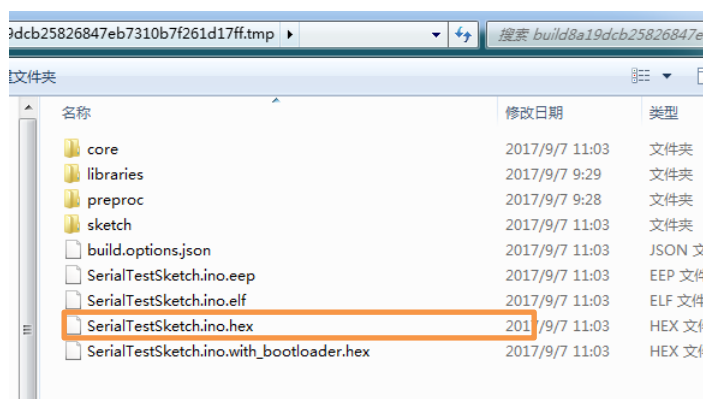 9dcb25826847eb7310b7f261d17ff.tmp 搜索 build8a19dcb25826847e
文件夹
名称 修改日期 类型
core 2017/9/7 11:03 文件夹
libraries 2017/9/7 9:29 文件夹
preproc 2017/9/7 9:28 文件夹
sketch 2017/9/7 11:03 文件夹
build.options.json 2017/9/7 11:03 JSON 文
SerialTestSketch.ino.eep 2017/9/7 11:03 EEP 文件
SerialTestSketch.ino.elf 2017/9/7 11:03 ELF 文件
SerialTestSketch.ino.hex 2017/9/7 11:03 HEX 文件
SerialTestSketch.ino.with_bootloader.hex 2017/9/7 11:03 HEX 文件